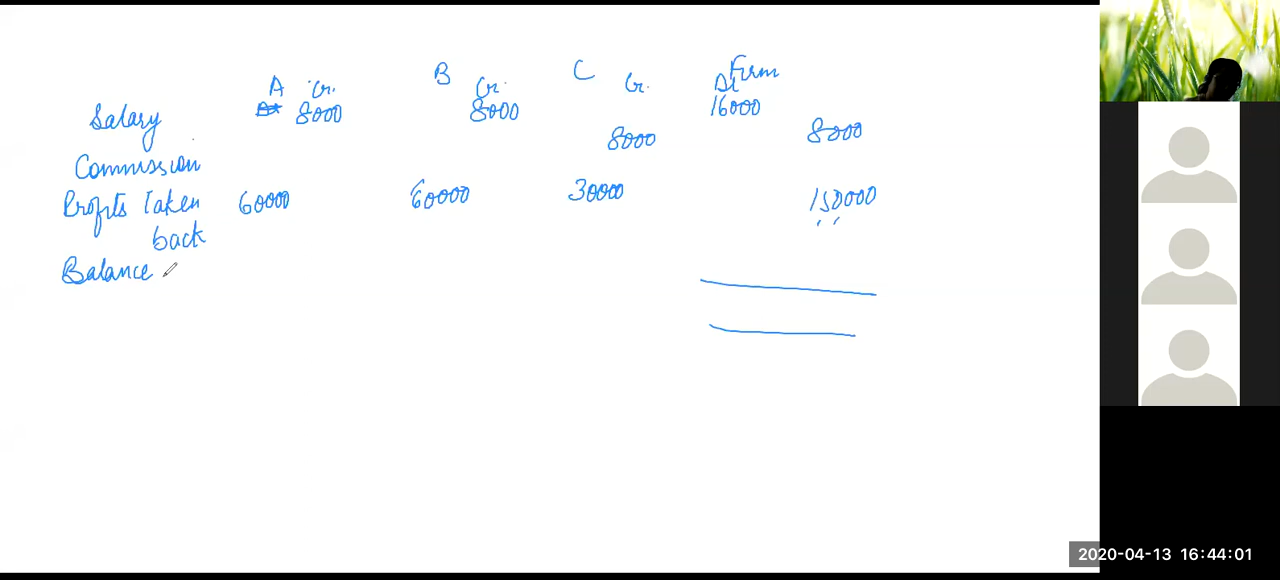 A Cr. B Cr. C Cr. Firm Dr
Salary 8000 8000 16000
8000 8000
Commission
Profits Taken 60000 60000 30000 150000
back
Balance
2020-04-13 16:44:01